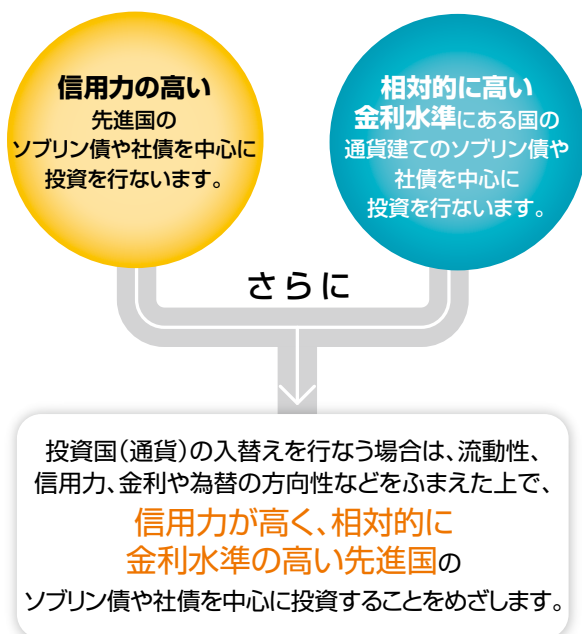 信用力の高い
先進国の
ソブリン債や社債を中心に
投資を行ないます。
相対的に高い
金利水準にある国の
通貨建てのソブリン債や
社債を中心に
投資を行ないます。
さらに
投資国(通貨)の入替えを行なう場合は、流動性、
信用力、金利や為替の方向性などをふまえた上で、
信用力が高く、相対的に
金利水準の高い先進国の
ソブリン債や社債を中心に投資することをめざします。